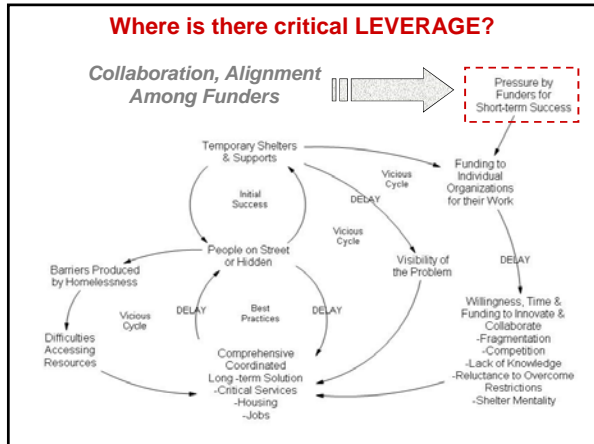 Where is there critical LEVERAGE?
Collaboration, Alignment
Among Funders
Pressure by
Funders for
Short-term Success
Temporary Shelters
& Supports
Funding to
Individual
Organizations
for their Work
Vicious
Cycle
Initial
Success
DELAY
Vicious
Cycle
People on Street
or Hidden
Visibility
of the Problem
DELAY
Barriers Produced
by Homelessness
Vicious
Cycle
DELAY
Best
Practices
DELAY
Willingness, Time &
Funding to Innovate &
Collaborate
-Fragmentation
-Competition
-Lack of Knowledge
-Reluctance to Overcome
Restrictions
-Shelter Mentality
Difficulties
Accessing
Resources
Comprehensive
Coordinated
Long-term Solution
-Critical Services
-Housing
-Jobs